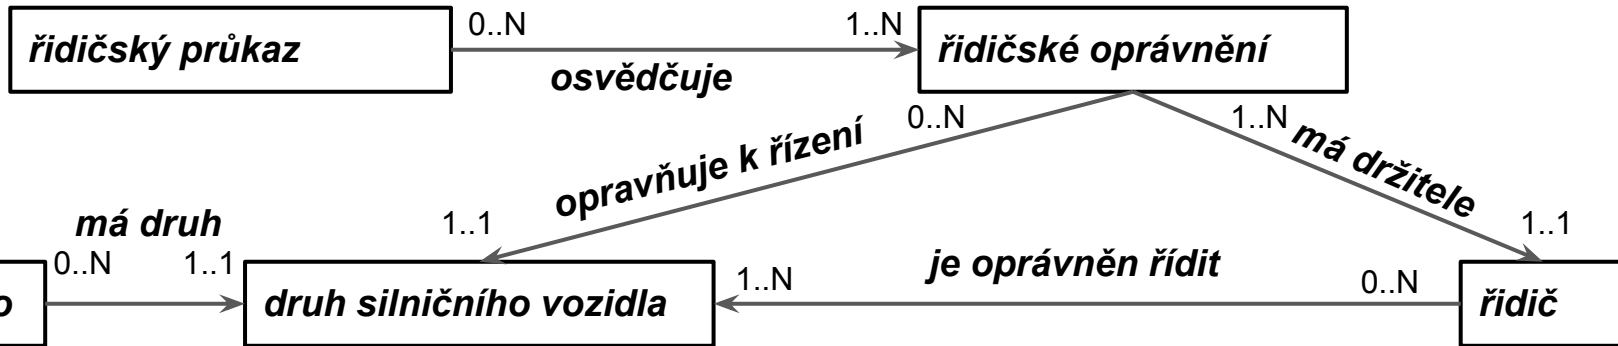 0..N 1..N
řidičský průkaz řidičské oprávnění
osvědčuje
0..N 1..N
opravňuje k řízení má držitele
má druh 1..1 1..1
0..N 1..1 je oprávněn řídit
1..N 0..N
o druh silničního vozidla řidič